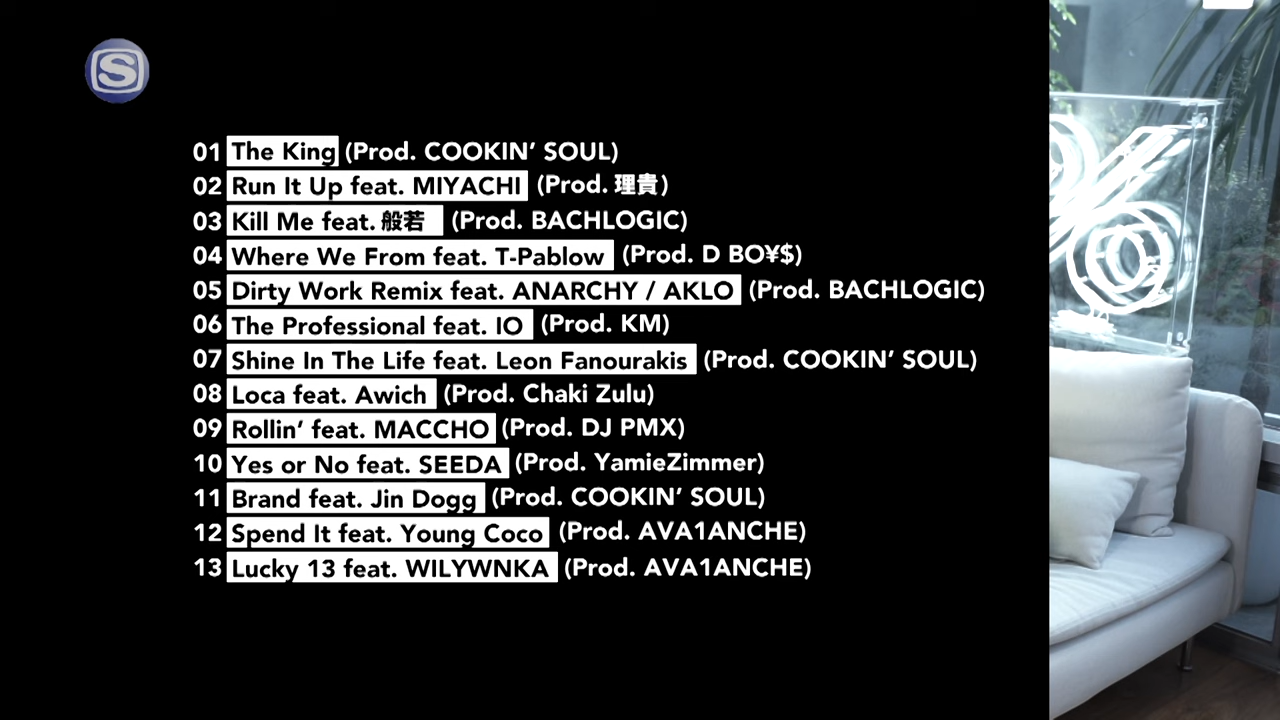 S
01 The King (Prod. COOKIN’ SOUL)
02 Run It Up feat. MIYACHI (Prod. 理貴)
03 Kill Me feat. 般若 (Prod. BACHLOGIC)
04 Where We From feat. T-Pablow (Prod. D BO¥$)
05 Dirty Work Remix feat. ANARCHY / AKLO (Prod. BACHLOGIC)
06 The Professional feat. IO (Prod. KM)
07 Shine In The Life feat. Leon Fanourakis (Prod. COOKIN’ SOUL)
08 Loca feat. Awich (Prod. Chaki Zulu)
09 Rollin’ feat. MACCHO (Prod. DJ PMX)
10 Yes or No feat. SEEDA (Prod. YamieZimmer)
11 Brand feat. Jin Dogg (Prod. COOKIN’ SOUL)
12 Spend It feat. Young Coco (Prod. AVA1ANCHE)
13 Lucky 13 feat. WILYWNKA (Prod. AVA1ANCHE)